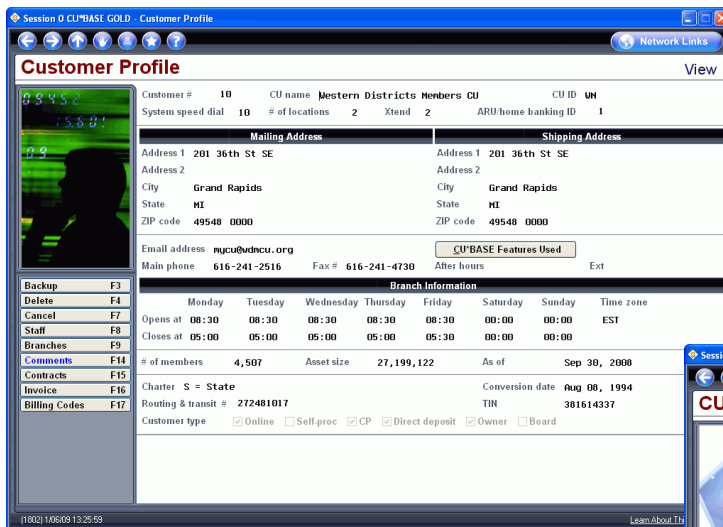 Session 0 CU*BASE GOLD - Customer Profile
Network Links
Customer Profile
View
Customer # 10 CU name Western Districts Members CU CU ID WN
System speed dial 10 # of locations 2 Xtend 2 ARU/home banking ID 1
Mailing Address Shipping Address
Address 1 201 36th St SE Address 1 201 36th St SE
Address 2 Address 2
City Grand Rapids City Grand Rapids
State MI State MI
ZIP code 49548 0000 ZIP code 49548 0000
Email address mycu@wdmcu.org CU*BASE Features Used
Main phone 616-241-2516 Fax # 616-241-4730 After hours Ext
Branch Information
Monday Tuesday Wednesday Thursday Friday Saturday Sunday Time zone
Opens at 08:30 08:30 08:30 08:30 08:30 00:00 00:00 EST
Closes at 05:00 05:00 05:00 05:00 05:30 00:00 00:00
# of members 4,507 Asset size 27,199,122 As of Sep 30, 2008
Charter S = State Conversion date Aug 08, 1994
Routing & transit # 272481017 TIN 381614337
Customer type Online Self-proc CP Direct deposit Owner Board
Backup F3
Delete F4
Cancel F7
Staff F8
Branches F9
Comments F14
Contracts F15
Invoice F16
Billing Codes F17
(1802) 1/06/09 13:25:59
Learn About Thi
Sessi
CU